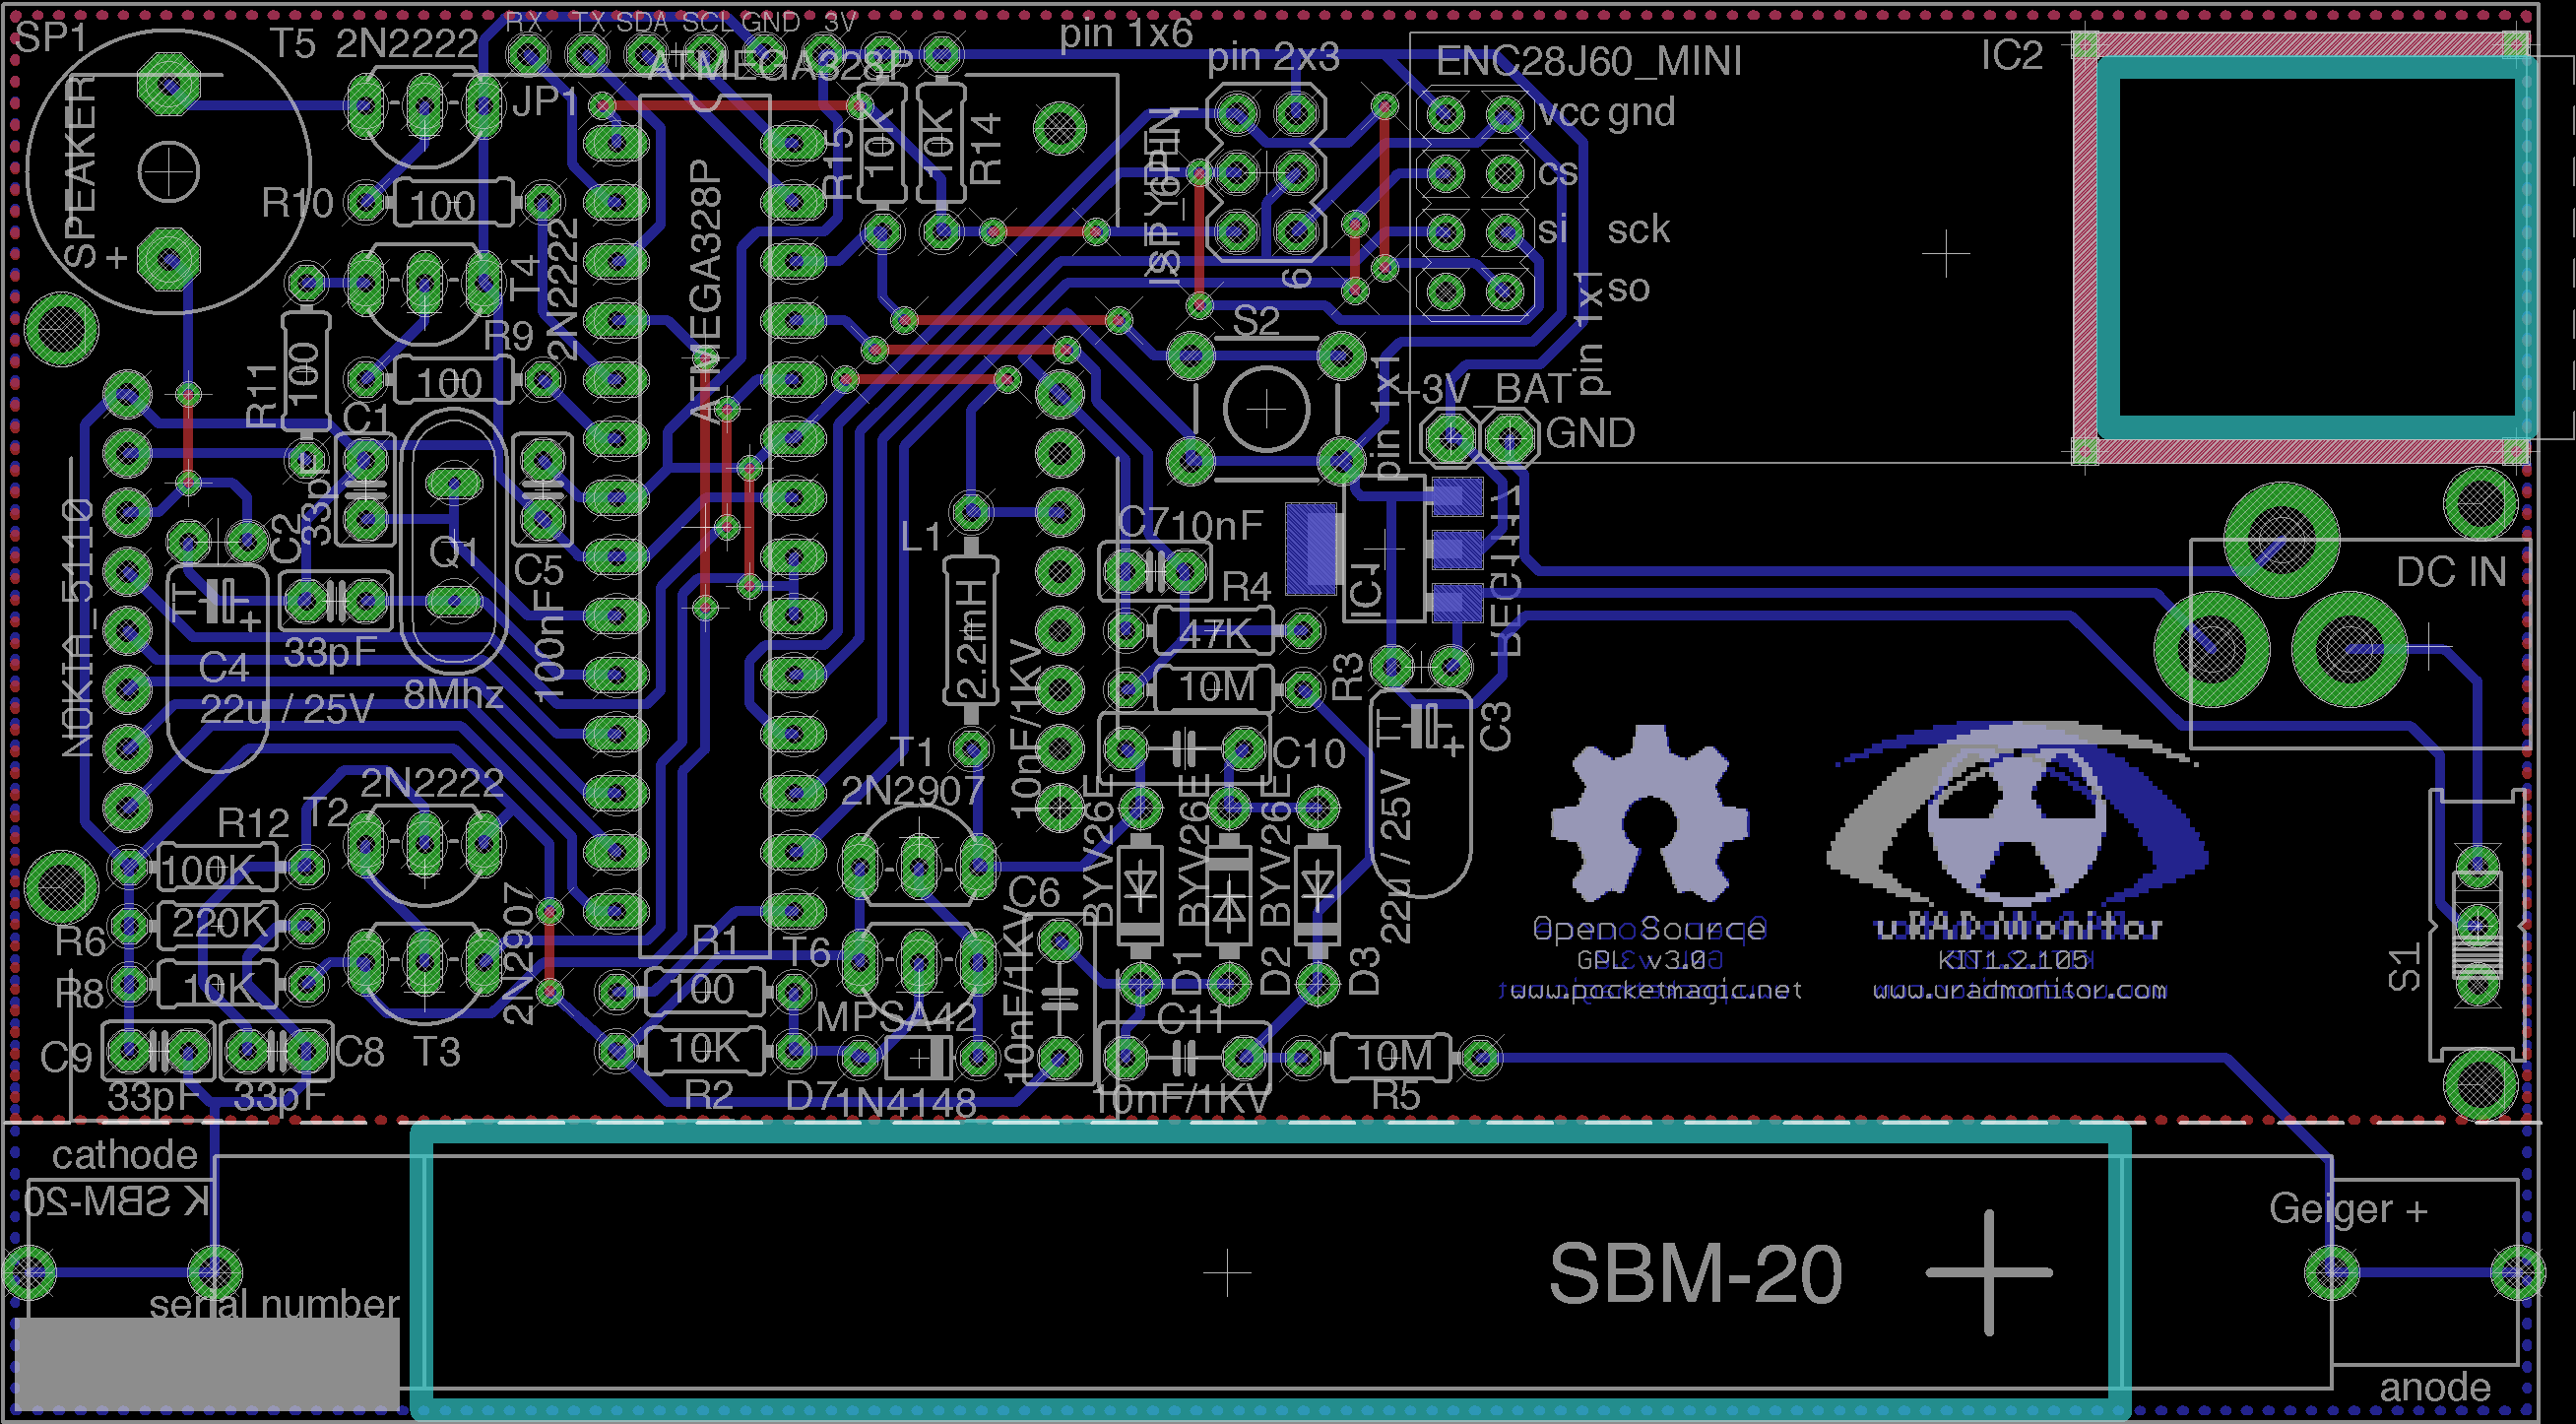 SP1
T5 2N2222
RX TX SDA SCL GND 3V
pin 1x6
ATMEGA328P
pin 2x3
ENC28J60_MINI
IC2
SPEAKER
+
JP1
vcc gnd
cs
si sck
so
R10
100
T4
2N2222
R9
100
R11
100
ATMEGA328P
R15
10K
10K
R14
6
S2
pin 1x1
pin 1x1
+3V_BAT
GND
C1
33pF
C2
33pF
Q1
8Mhz
C5
100nF
NOKIA_5110
C4
22u / 25V
L1
2.2mH
C7
10nF
R4
47K
10M
R3
IC1
REG1117
C3
22u / 25V
DC IN
T1
2N2907
10nF/1KV
C10
BYV26E
BYV26E
BYV26E
D1
D2
D3
2N2222
T2
R12
100K
220K
R6
R8
10K
2N2907
T3
C9
33pF
C8
33pF
R1
100
10K
R2
T6
MPSA42
D7
1N4148
C6
10nF/1KV
C11
10nF/1KV
10M
R5
Open Source
GPL v3.0
www.pocketmagic.net
uRADMonitor
KIT1.2.105
www.uradmonitor.com
S1
cathode
K SBM-20
serial number
SBM-20
+
Geiger +
anode